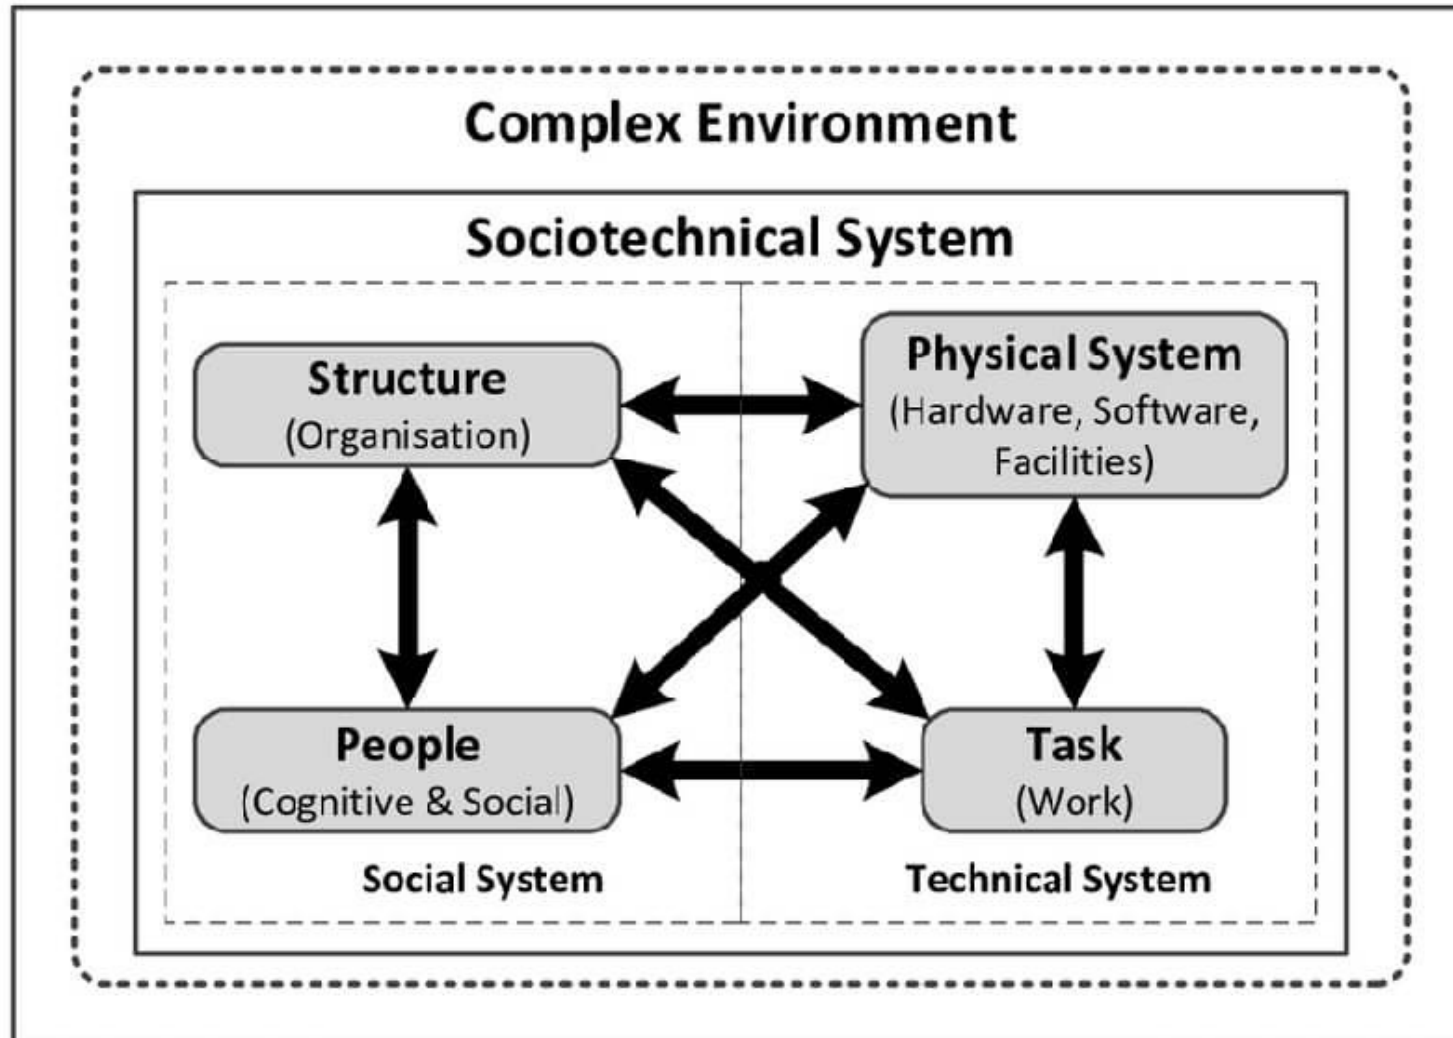 Complex Environment
Sociotechnical System
Structure
(Organisation)
Physical System
(Hardware, Software,
Facilities)
People
(Cognitive & Social)
Task
(Work)
Social System
Technical System